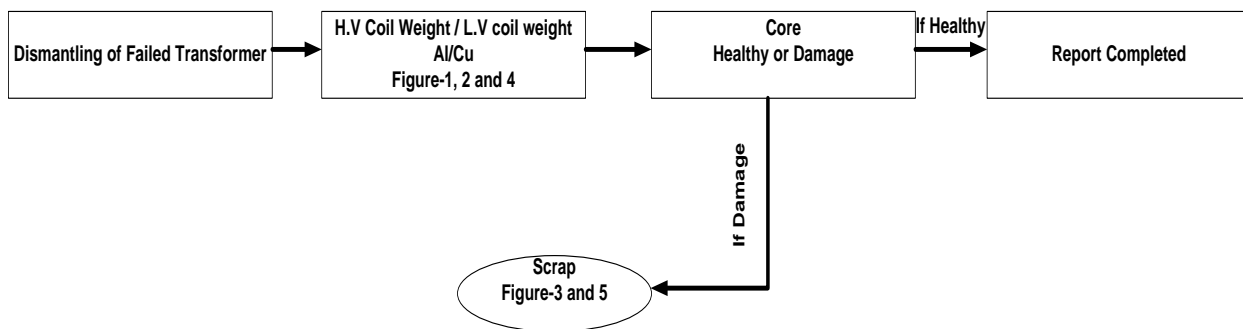 Dismantling of Failed Transformer
H.V Coil Weight / L.V coil weight
Al/Cu
Figure-1, 2 and 4
Core
Healthy or Damage
If Healthy
Report Completed
If Damage
Scrap
Figure-3 and 5